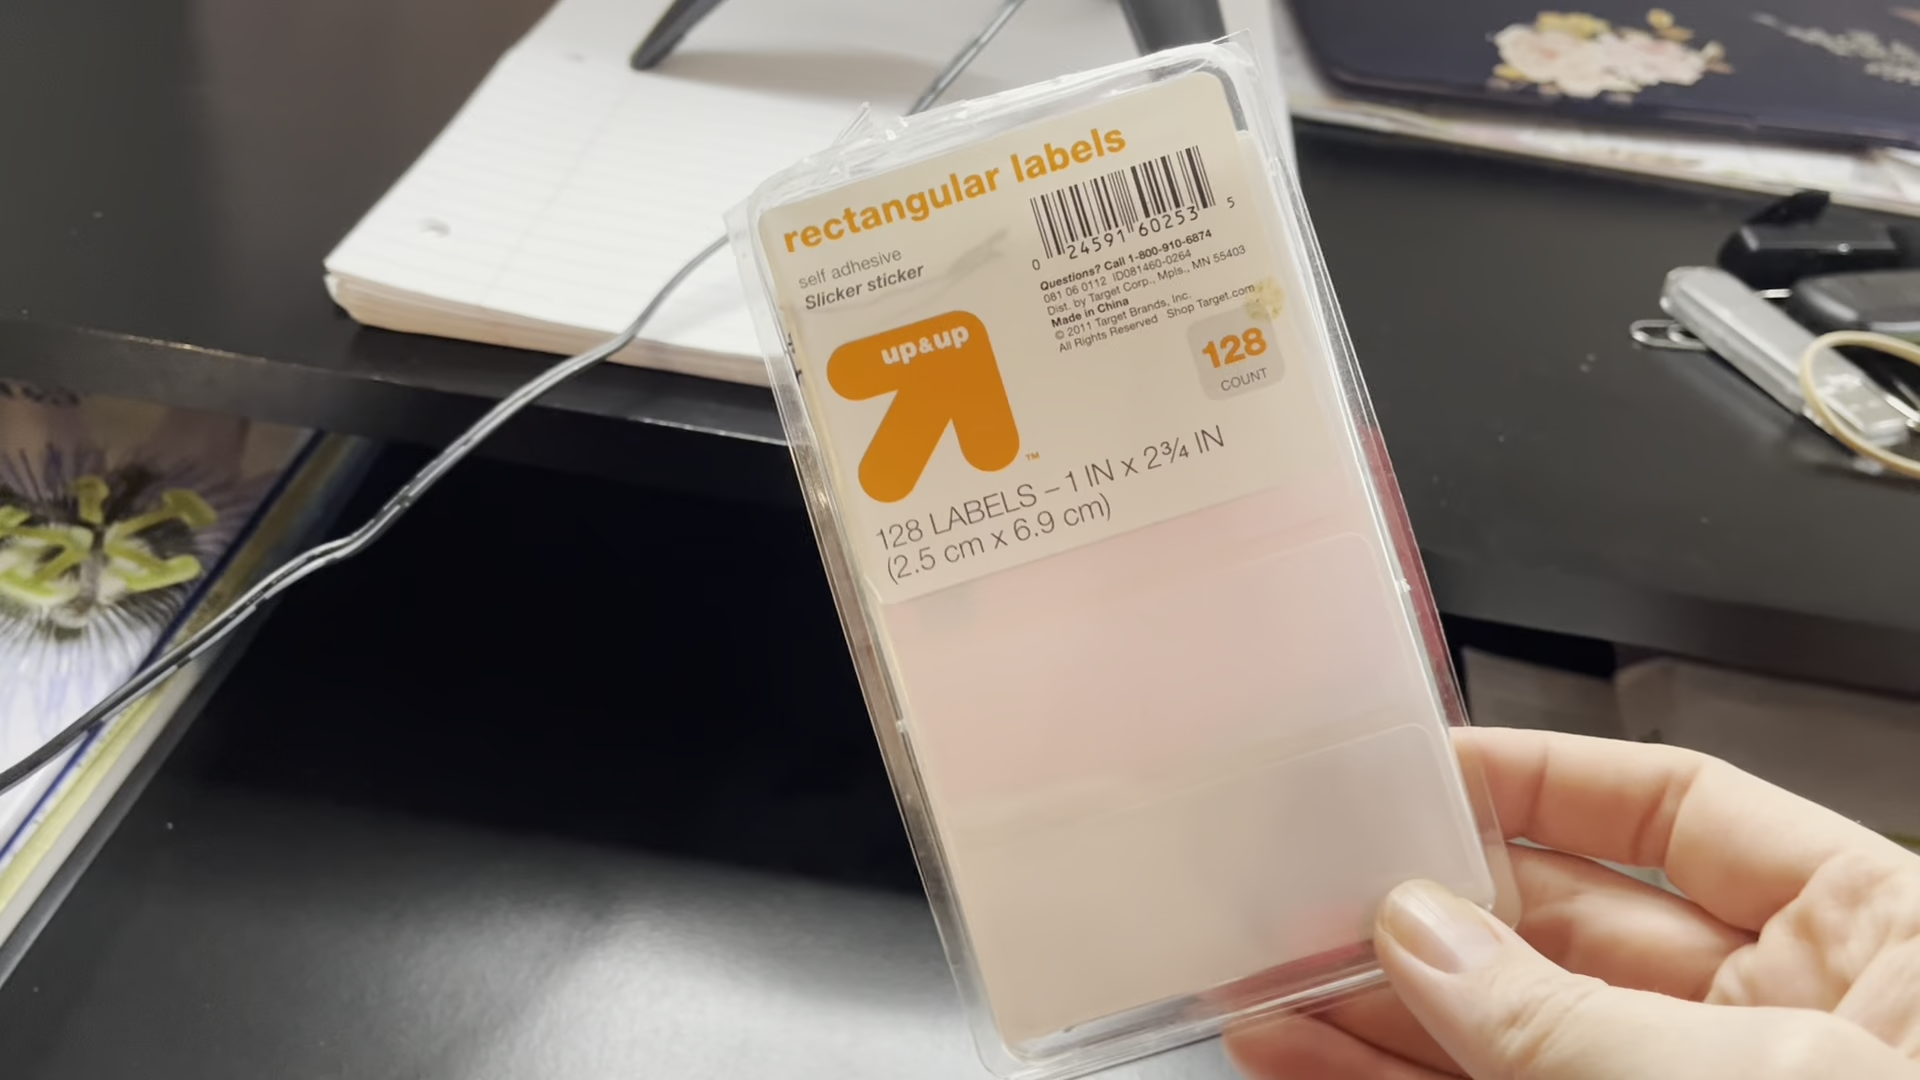 rectangular labels
self adhesive
Slicker sticker
0 24591 60253 5
Questions? Call 1-800-910-6874
081 06 0112 ID081460-0264
Dist. by Target Corp., Mpls., MN 55403
Made in China
© 2011 Target Brands, Inc.
All Rights Reserved Shop Target.com
up&up
™
128
COUNT
128 LABELS – 1 IN x 2¾ IN
(2.5 cm x 6.9 cm)